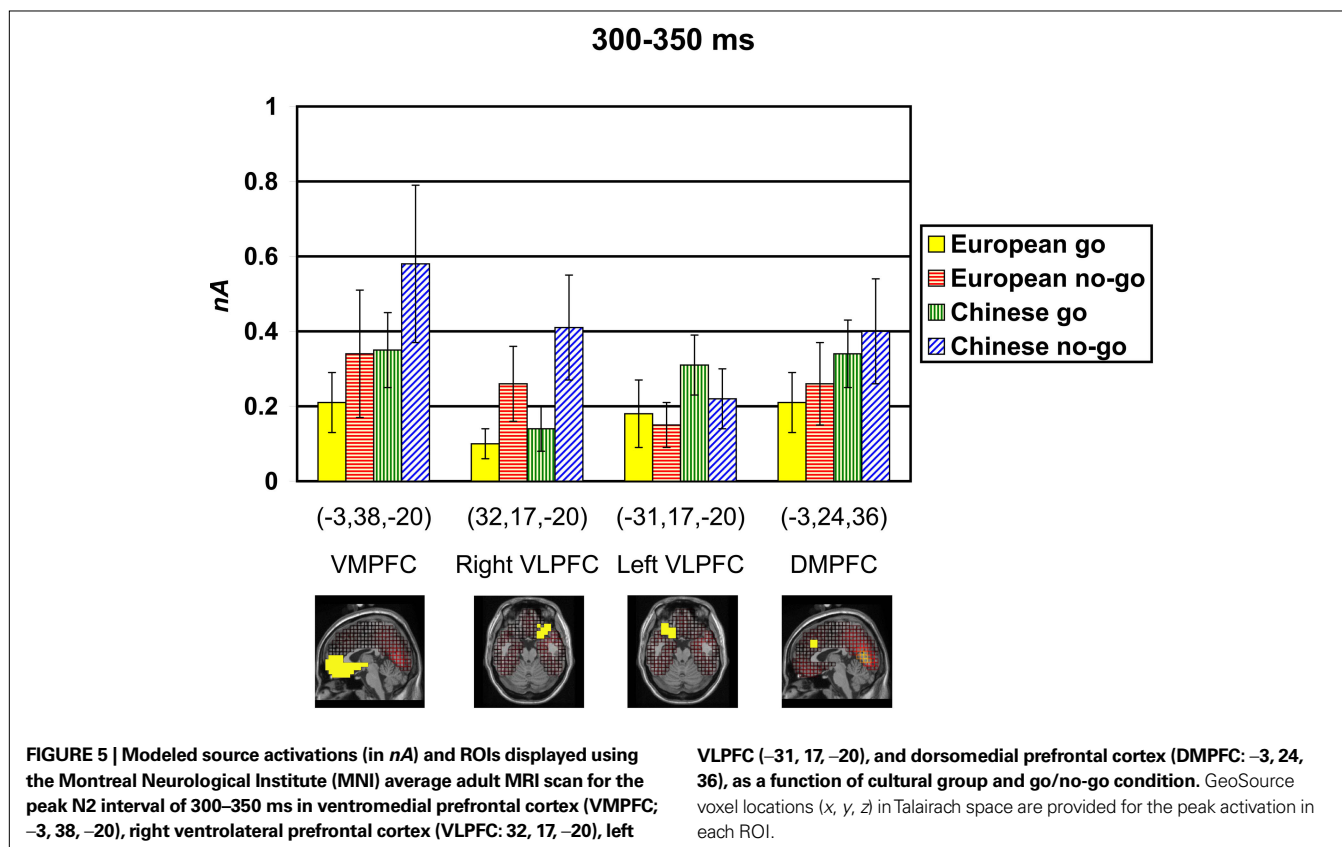 300-350 ms
1
0.8
0.6
0.4
0.2
0
nA
European go
European no-go
Chinese go
Chinese no-go
(-3,38,-20) (32,17,-20) (-31,17,-20) (-3,24,36)
VMPFC Right VLPFC Left VLPFC DMPFC
FIGURE 5 | Modeled source activations (in nA) and ROIs displayed using
the Montreal Neurological Institute (MNI) average adult MRI scan for the
peak N2 interval of 300–350 ms in ventromedial prefrontal cortex (VMPFC;
–3, 38, –20), right ventrolateral prefrontal cortex (VLPFC: 32, 17, –20), left
VLPFC (–31, 17, –20), and dorsomedial prefrontal cortex (DMPFC: –3, 24,
36), as a function of cultural group and go/no-go condition. GeoSource
voxel locations (x, y, z) in Talairach space are provided for the peak activation in
each ROI.